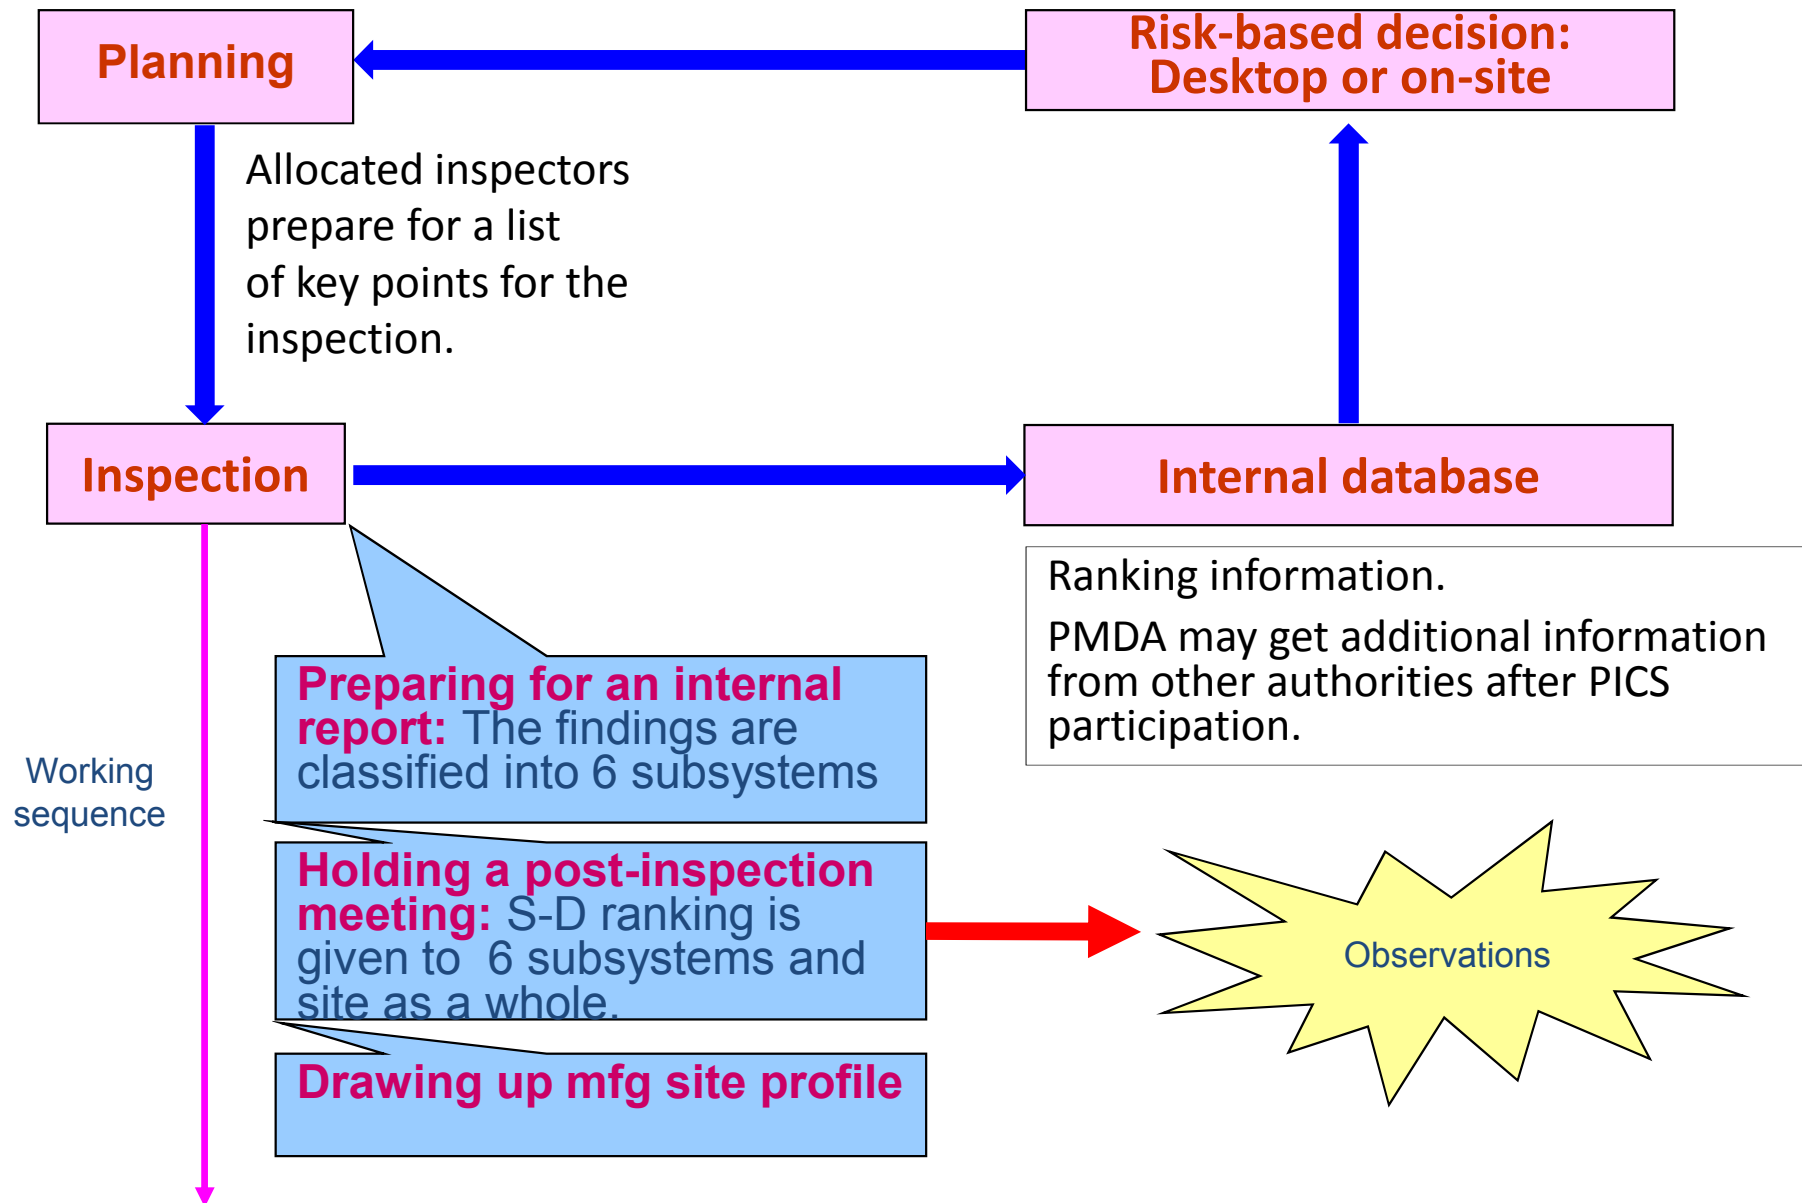 Planning
Risk-based decision:
Desktop or on-site
Allocated inspectors
prepare for a list
of key points for the
inspection.
Inspection
Internal database
Ranking information.
PMDA may get additional information
from other authorities after PICS
participation.
Preparing for an internal
report: The findings are
classified into 6 subsystems
Working
sequence
Holding a post-inspection
meeting: S-D ranking is
given to 6 subsystems and
site as a whole.
Observations
Drawing up mfg site profile